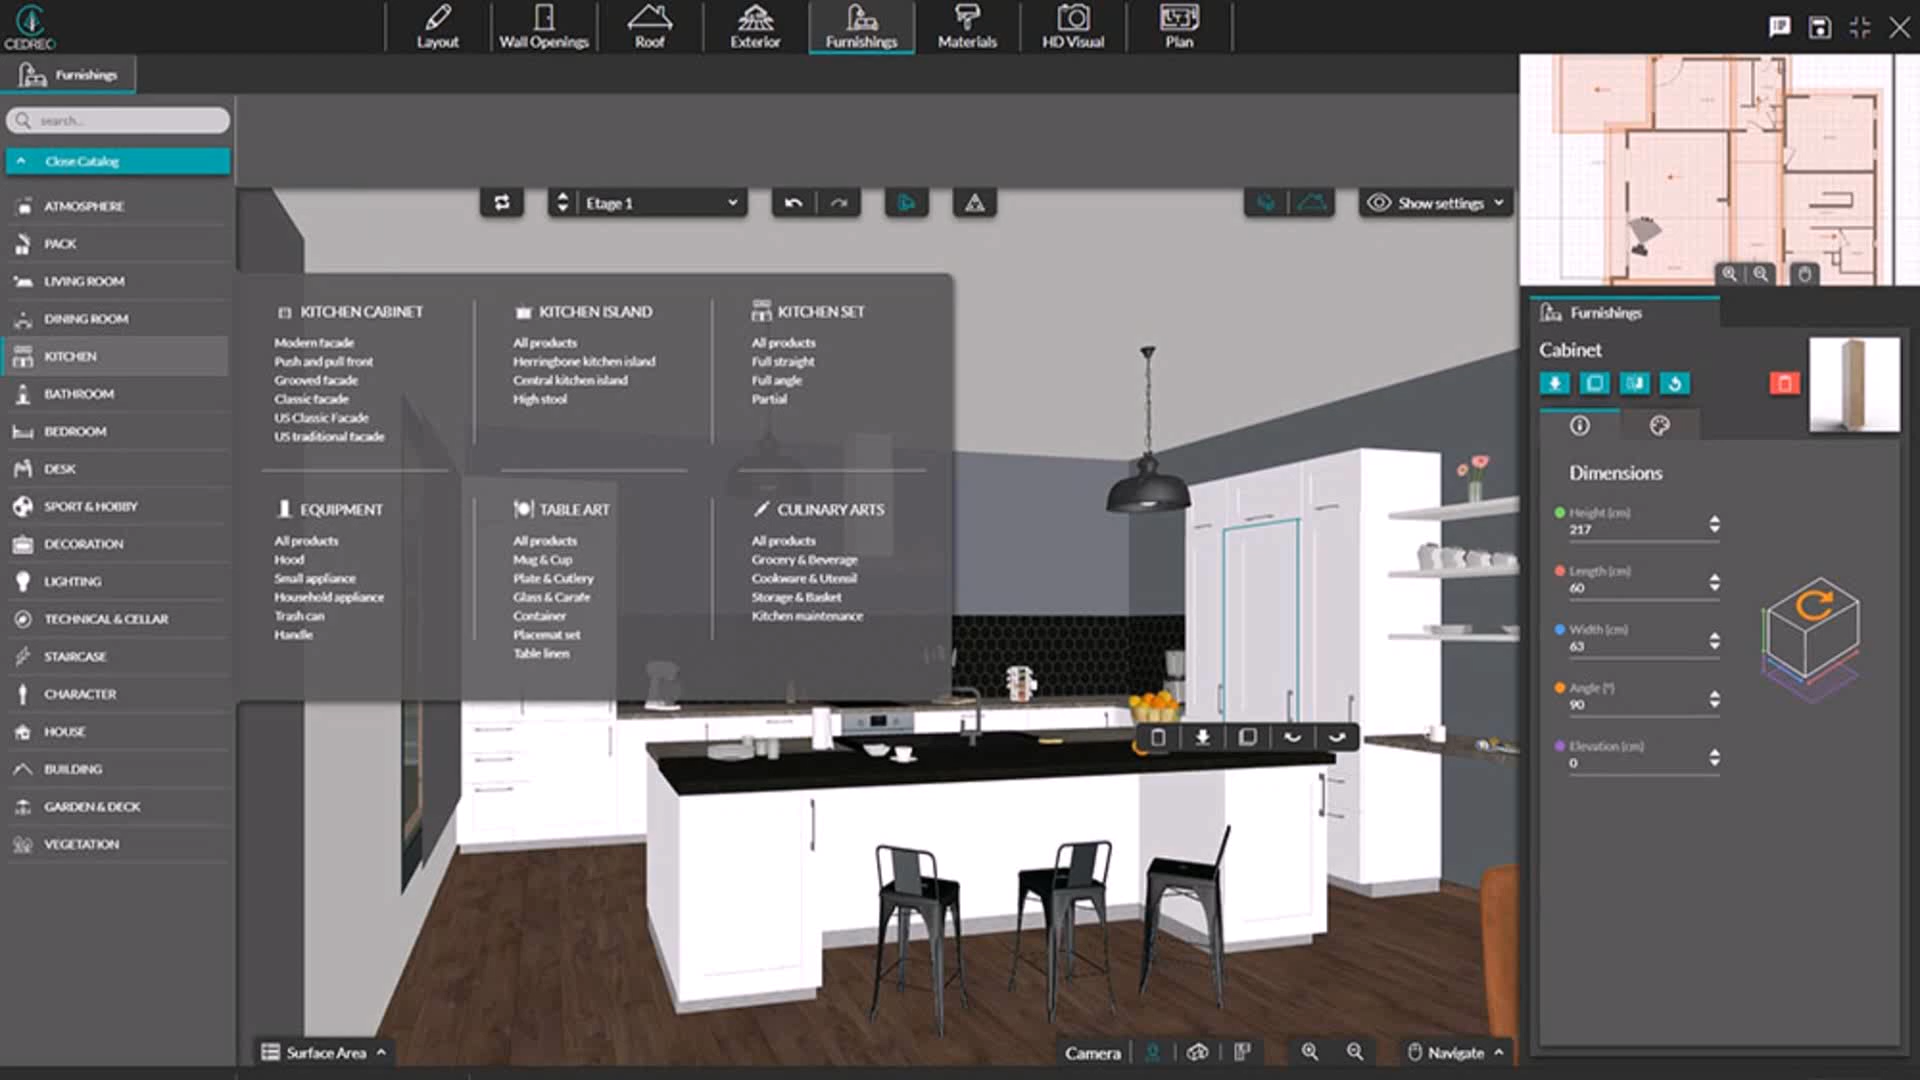 CEDREO
Layout
Wall Openings
Roof
Exterior
Furnishings
Materials
HD Visual
Plan
Furnishings
search...
Close Catalog
ATMOSPHERE
PACK
LIVING ROOM
DINING ROOM
KITCHEN
BATHROOM
BEDROOM
DESK
SPORT & HOBBY
DECORATION
LIGHTING
TECHNICAL & CELLAR
STAIRCASE
CHARACTER
HOUSE
BUILDING
GARDEN & DECK
VEGETATION
Etage 1
Show settings
KITCHEN CABINET
Modern facade
Push and pull front
Grooved facade
Classic facade
US Classic Facade
US traditional facade
KITCHEN ISLAND
All products
Herringbone kitchen island
Central kitchen island
High stool
KITCHEN SET
All products
Full straight
Full angle
Partial
EQUIPMENT
All products
Hood
Small appliance
Household appliance
Trash can
Handle
TABLE ART
All products
Mug & Cup
Plate & Cutlery
Glass & Carafe
Container
Placemat set
Table linen
CULINARY ARTS
All products
Grocery & Beverage
Cookware & Utensil
Storage & Basket
Kitchen maintenance
Furnishings
Cabinet
Dimensions
Height (cm)
217
Length (cm)
60
Width (cm)
63
Angle (°)
90
Elevation (cm)
0
Surface Area
Camera
Navigate